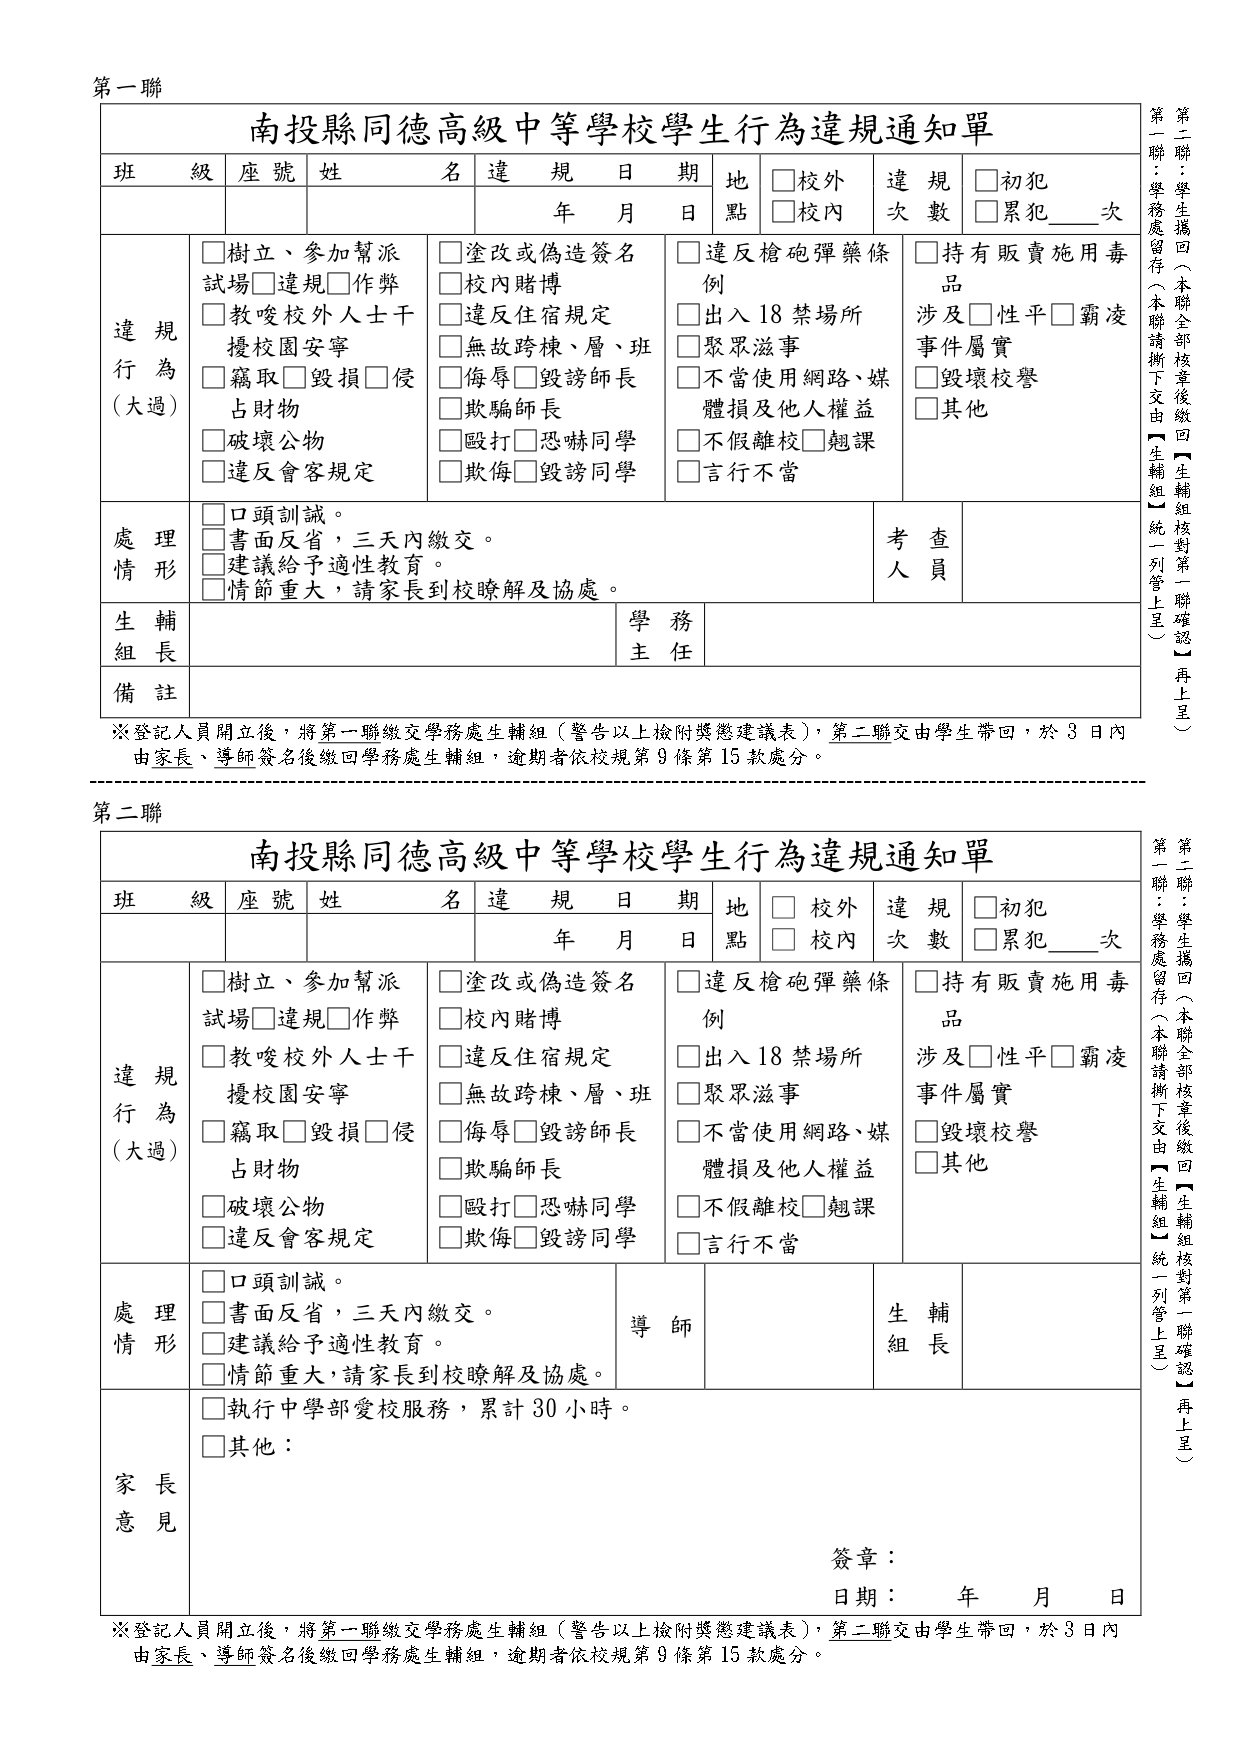 第一聯
南投縣同德高級中等學校學生行為違規通知單
班 級 座號 姓 名 違 規 日 期 地點 □校外 □校內 違規次數 □初犯 □累犯____次
年 月 日
違規行為（大過）
□樹立、參加幫派
試場□違規□作弊
□教唆校外人士干
擾校園安寧
□竊取□毀損□侵
占財物
□破壞公物
□違反會客規定
□塗改或偽造簽名
□校內賭博
□違反住宿規定
□無故跨棟、層、班
□侮辱□毀謗師長
□欺騙師長
□毆打□恐嚇同學
□欺侮□毀謗同學
□違反槍砲彈藥條
例
□出入 18 禁場所
□聚眾滋事
□不當使用網路、媒
體損及他人權益
□不假離校□翹課
□言行不當
□持有販賣施用毒
品
涉及□性平□霸凌
事件屬實
□毀壞校譽
□其他
處理情形
□口頭訓誡。
□書面反省，三天內繳交。
□建議給予適性教育。
□情節重大，請家長到校瞭解及協處。
考查人員
生輔組長
學務主任
備註
※登記人員開立後，將第一聯繳交學務處生輔組（警告以上檢附獎懲建議表），第二聯交由學生帶回，於 3 日內
由家長、導師簽名後繳回學務處生輔組，逾期者依校規第 9 條第 15 款處分。
第二聯：學生攜回（本聯全部核章後繳回【生輔組核對第一聯確認】再上呈）
第一聯：學務處留存（本聯請撕下交由【生輔組】統一列管上呈）
第二聯
南投縣同德高級中等學校學生行為違規通知單
班 級 座號 姓 名 違 規 日 期 地點 □ 校外 □ 校內 違規次數 □初犯 □累犯____次
年 月 日
違規行為（大過）
□樹立、參加幫派
試場□違規□作弊
□教唆校外人士干
擾校園安寧
□竊取□毀損□侵
占財物
□破壞公物
□違反會客規定
□塗改或偽造簽名
□校內賭博
□違反住宿規定
□無故跨棟、層、班
□侮辱□毀謗師長
□欺騙師長
□毆打□恐嚇同學
□欺侮□毀謗同學
□違反槍砲彈藥條
例
□出入 18 禁場所
□聚眾滋事
□不當使用網路、媒
體損及他人權益
□不假離校□翹課
□言行不當
□持有販賣施用毒
品
涉及□性平□霸凌
事件屬實
□毀壞校譽
□其他
處理情形
□口頭訓誡。
□書面反省，三天內繳交。
□建議給予適性教育。
□情節重大，請家長到校瞭解及協處。
導師
生輔組長
家長意見
□執行中學部愛校服務，累計 30 小時。
□其他：
簽章：
日期： 年 月 日
※登記人員開立後，將第一聯繳交學務處生輔組（警告以上檢附獎懲建議表），第二聯交由學生帶回，於 3 日內
由家長、導師簽名後繳回學務處生輔組，逾期者依校規第 9 條第 15 款處分。
第二聯：學生攜回（本聯全部核章後繳回【生輔組核對第一聯確認】再上呈）
第一聯：學務處留存（本聯請撕下交由【生輔組】統一列管上呈）